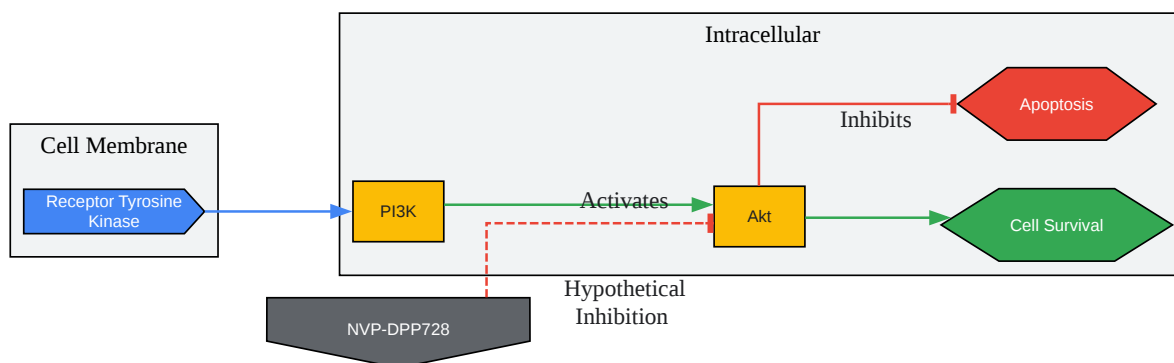 Intracellular
Cell Membrane
Receptor Tyrosine
Kinase
PI3K
Activates
Akt
Inhibits
Apoptosis
Cell Survival
Hypothetical
Inhibition
NVP-DPP728